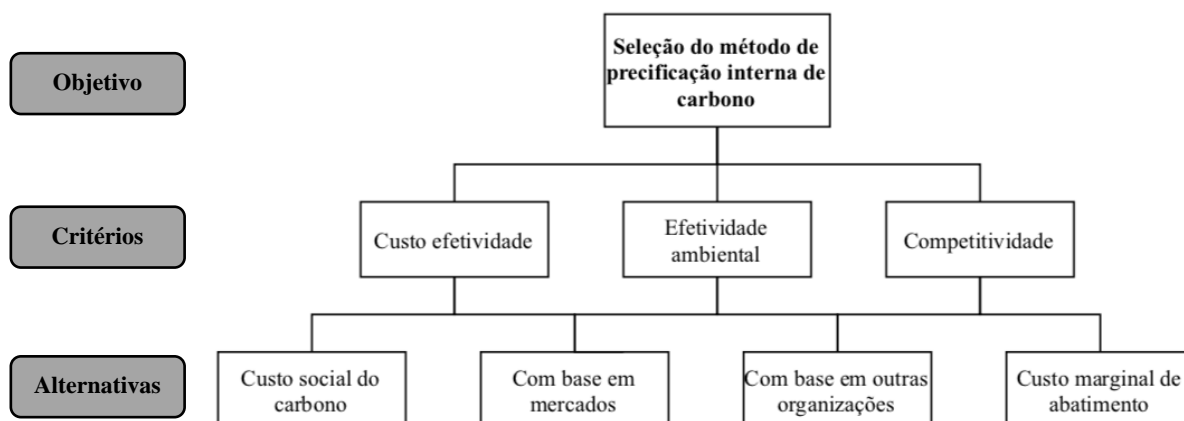 Objetivo
Seleção do método de
precificação interna de
carbono
Critérios
Custo efetividade
Efetividade
ambiental
Competitividade
Alternativas
Custo social do
carbono
Com base em
mercados
Com base em outras
organizações
Custo marginal de
abatimento